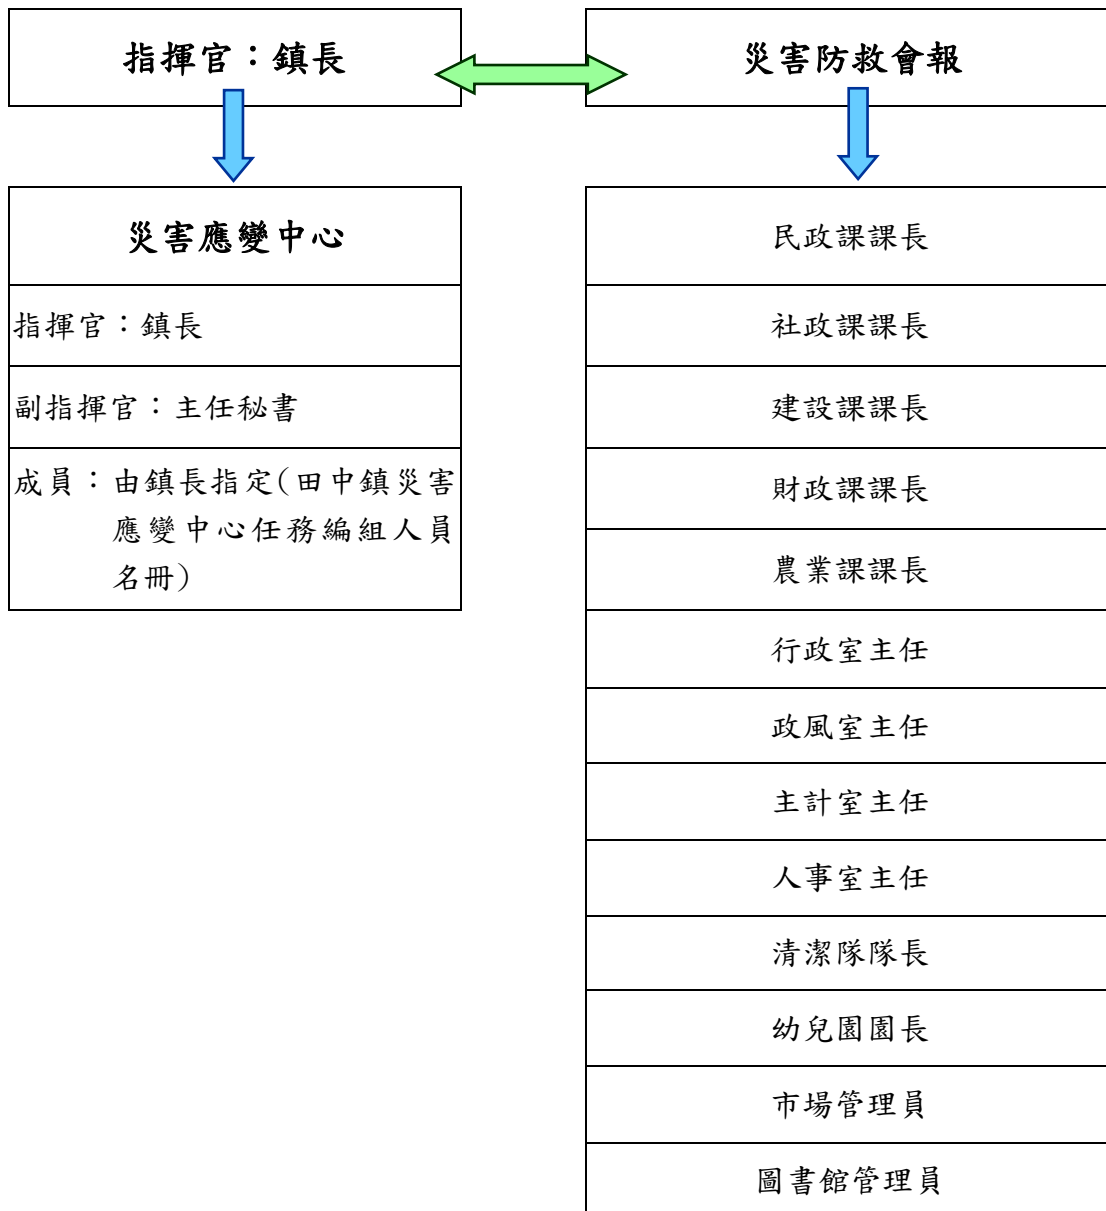 指揮官：鎮長
災害防救會報
災害應變中心
指揮官：鎮長
副指揮官：主任秘書
成員：由鎮長指定(田中鎮災害
應變中心任務編組人員
名冊)
民政課課長
社政課課長
建設課課長
財政課課長
農業課課長
行政室主任
政風室主任
主計室主任
人事室主任
清潔隊隊長
幼兒園園長
市場管理員
圖書館管理員